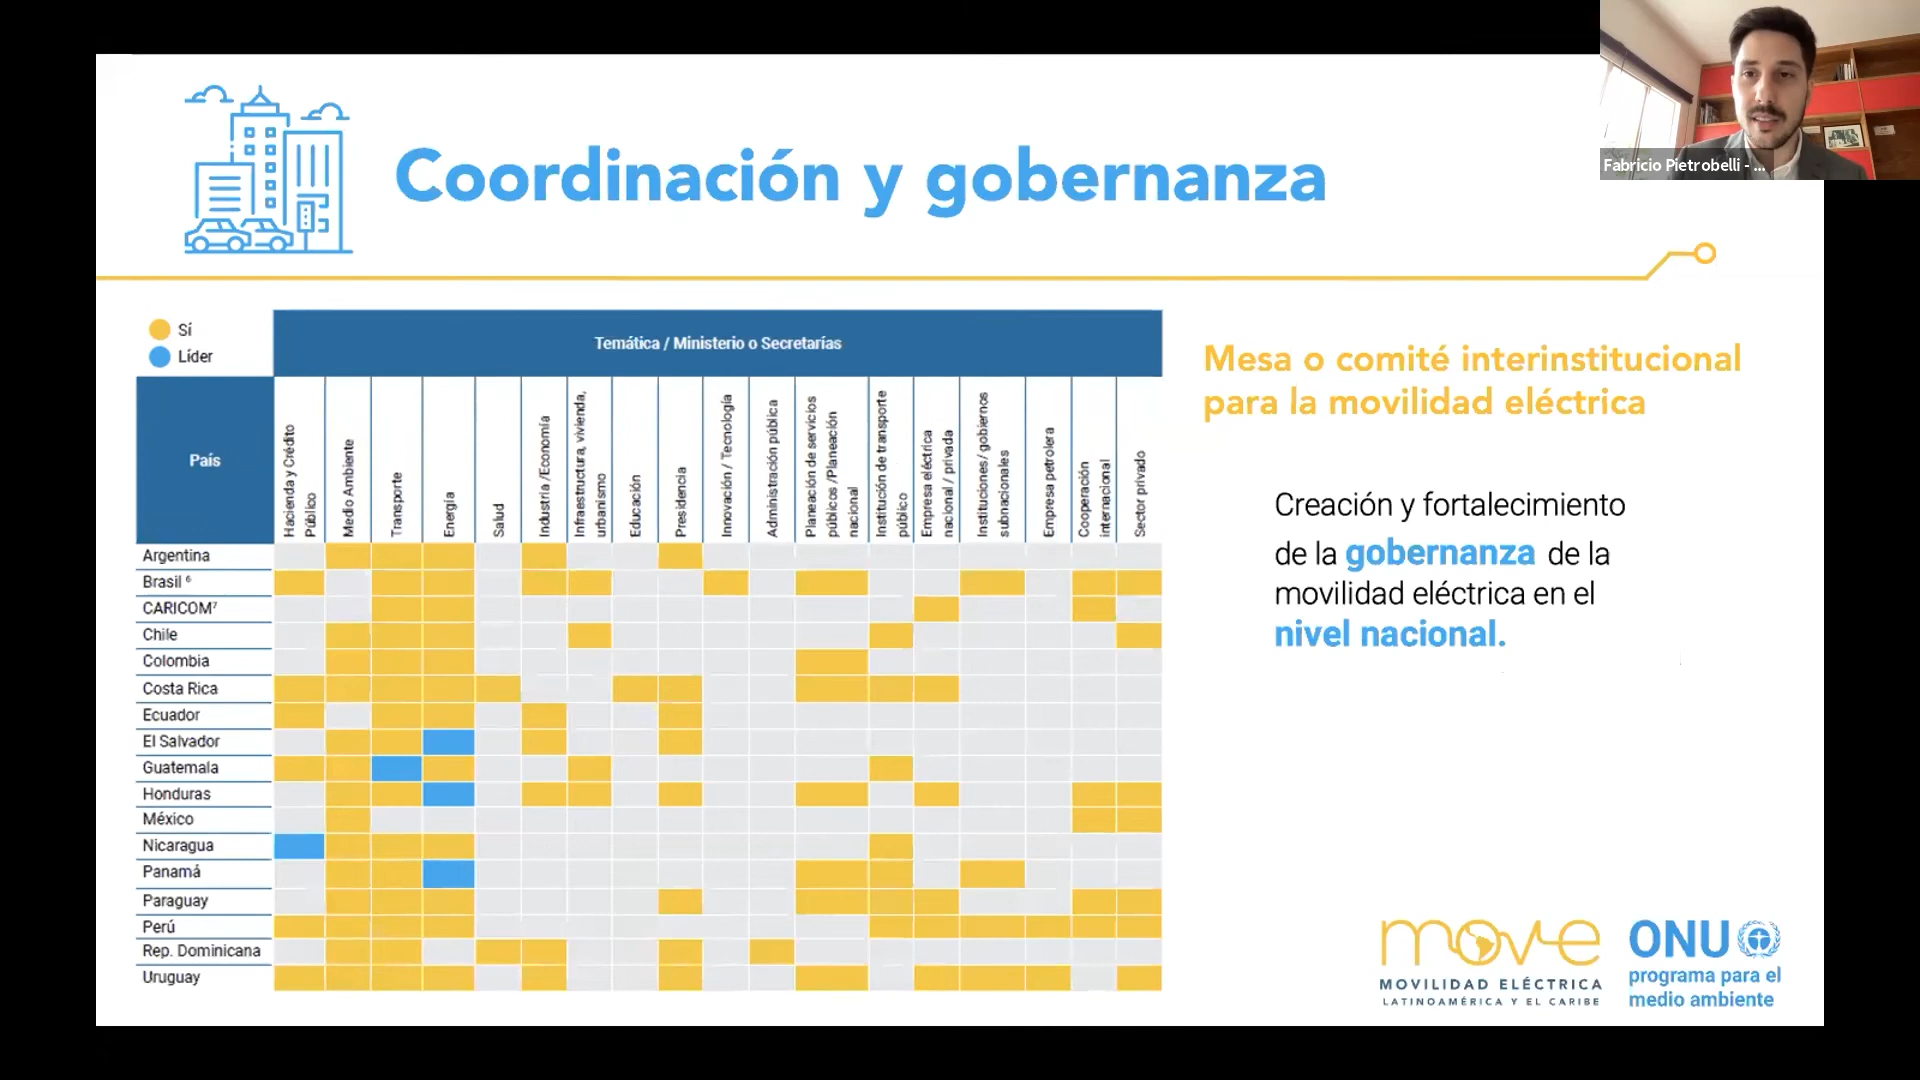 Fabricio Pietrobelli - ...
Coordinación y gobernanza
Sí
Líder
Temática / Ministerio o Secretarías
País
Hacienda y Crédito
Público
Medio Ambiente
Transporte
Energía
Salud
Industria /Economía
Infraestructura, vivienda,
urbanismo
Educación
Presidencia
Innovación / Tecnología
Administración pública
Planeación de servicios
públicos /Planeación
nacional
Institución de transporte
público
Empresa eléctrica
nacional / privada
Instituciones/ gobiernos
subnacionales
Empresa petrolera
Cooperación
internacional
Sector privado
Argentina
Brasil ⁶
CARICOM⁷
Chile
Colombia
Costa Rica
Ecuador
El Salvador
Guatemala
Honduras
México
Nicaragua
Panamá
Paraguay
Perú
Rep. Dominicana
Uruguay
Mesa o comité interinstitucional
para la movilidad eléctrica
Creación y fortalecimiento
de la gobernanza de la
movilidad eléctrica en el
nivel nacional.
move
MOVILIDAD ELÉCTRICA
LATINOAMÉRICA Y EL CARIBE
ONU
programa para el
medio ambiente